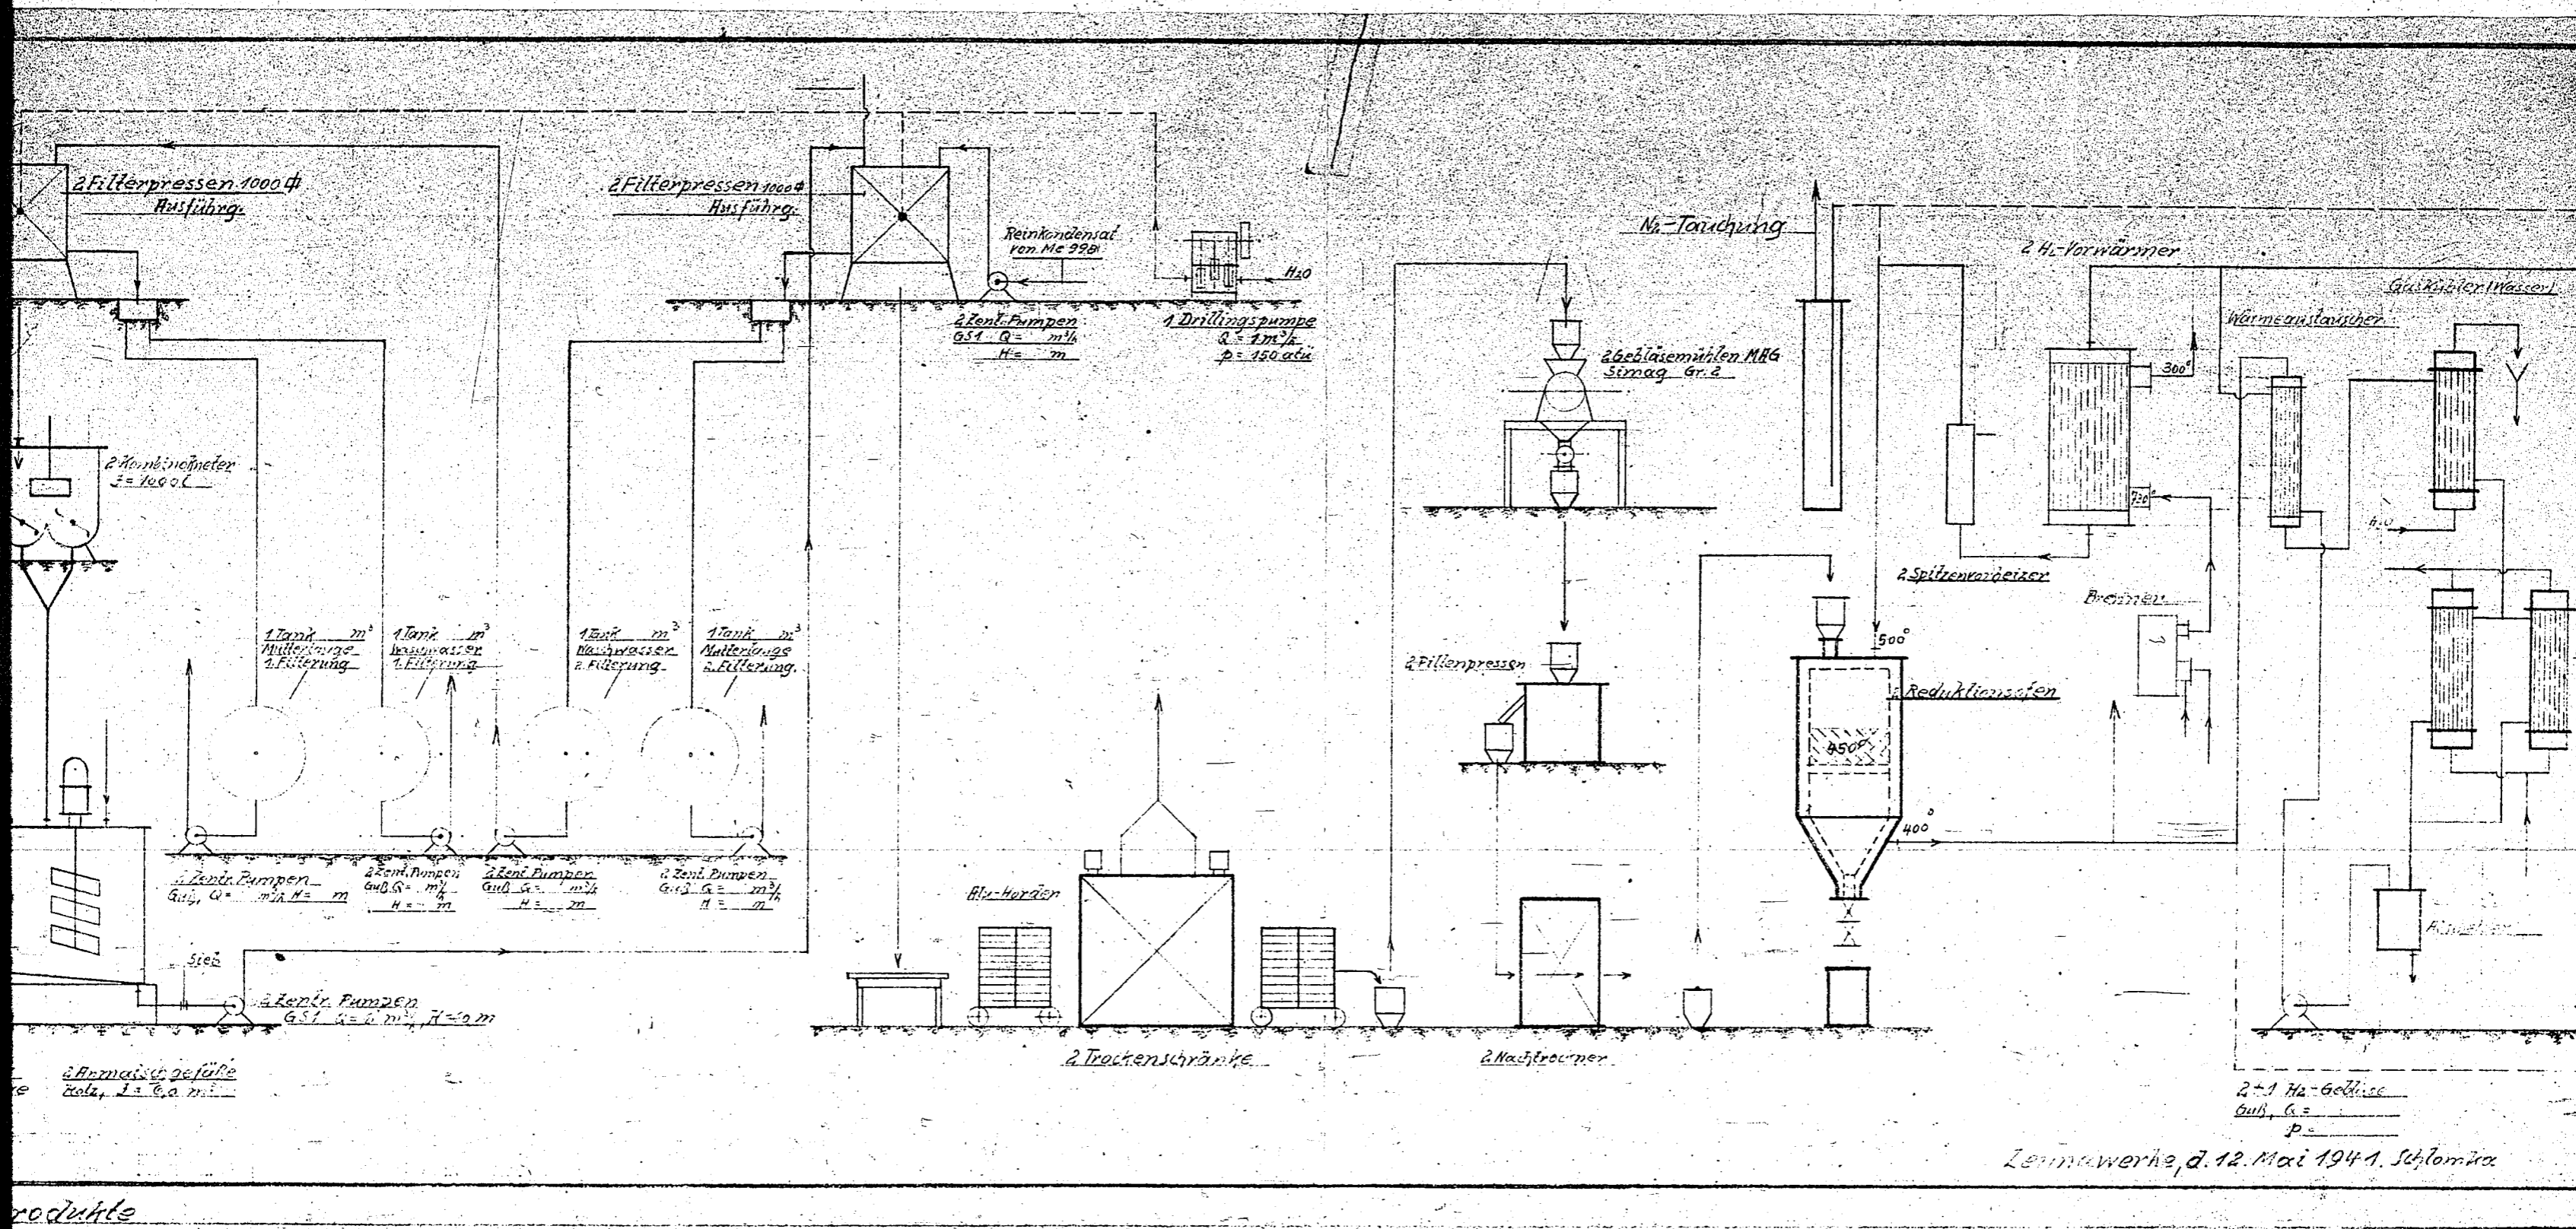 2 Filterpressen 1000 ⌀
Ausführg.
2 Filterpressen 1000 ⌀
Ausführg.
Reinkondensat
von Me 998
H2O
2 Zent. Pumpen
GS1 Q = m³/h
H = m
1 Drillingspumpe
Q = 1 m³/h
p = 150 atü
N2-Tauchung
2 H2-Vorwärmer
Gaskühler (Wasser)
Wärmeaustauscher
300°
2 Gebläsemühlen MAG
Simag Gr. 2
2 Kombinokneter
J = 1000 l
720°
H2O
2 Spitzenvorheizer
Brenner
1 Tank m³
Mutterlauge
1. Filterung
1 Tank m³
Waschwasser
1. Filterung
1 Tank m³
Waschwasser
2. Filterung
1 Tank m³
Mutterlauge
2. Filterung
2 Pillenpressen
500°
Reduktionsofen
450°
400°
2 Zentr. Pumpen
Guß, Q = m³/h H = m
2 Zent. Pumpen
Guß Q = m³/h
H = m
2 Zent. Pumpen
Guß Q = m³/h
H = m
2 Zent. Pumpen
Guß Q = m³/h
H = m
Alu-Horden
Sieb
2 Zentr. Pumpen
2 Trockenschränke
2 Nachtrockner
2 Anmaischgefäße
Holz, J = 6,0 m³
2+1 H2-Gebläse
Guß, Q =
p =
Leunawerke, d. 12. Mai 1941. Schlomka
rodukte